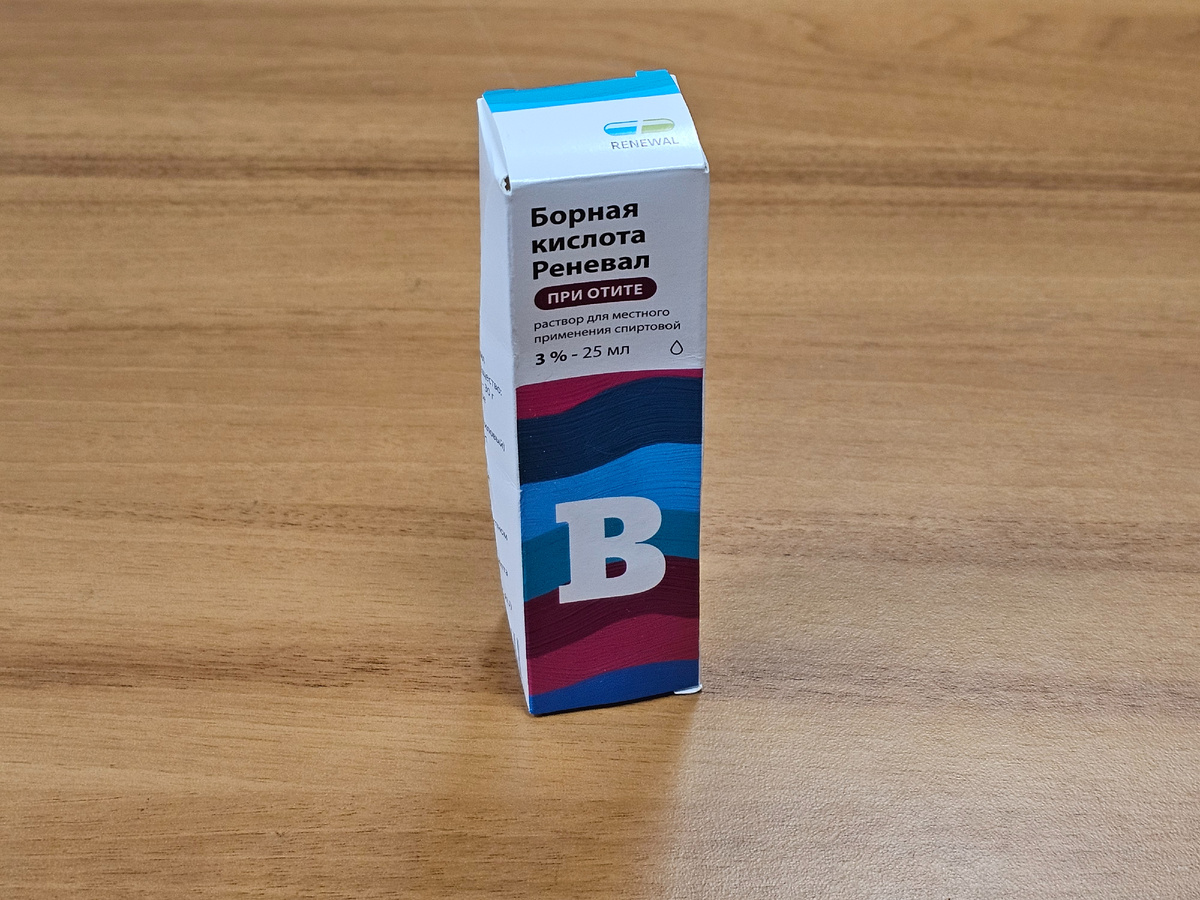 RENEWAL
Борная
кислота
Реневал
ПРИ ОТИТЕ
раствор для местного
применения спиртовой
3 % - 25 мл
B